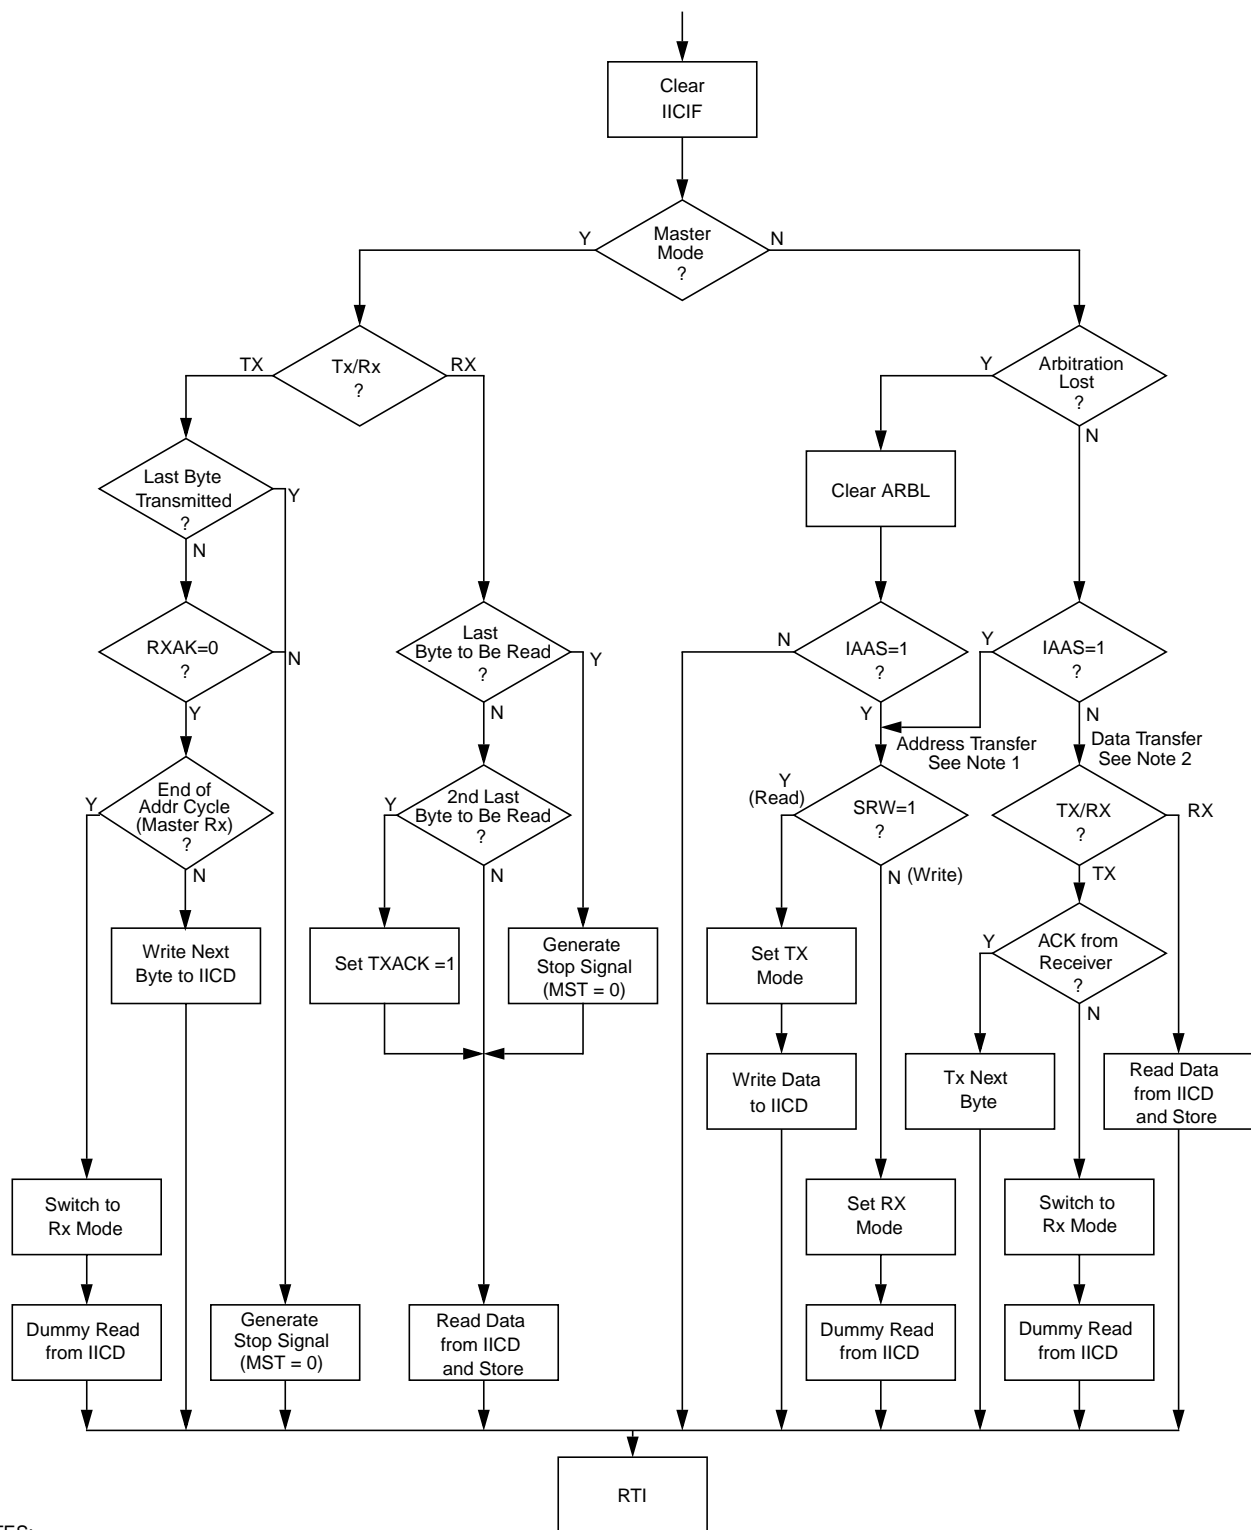 Clear
IICIF
Master
Mode
?
Y
N
Tx/Rx
?
TX
RX
Arbitration
Lost
?
Y
N
Last Byte
Transmitted
?
Y
N
Clear ARBL
RXAK=0
?
N
Y
Last
Byte to Be Read
?
Y
N
IAAS=1
?
N
Y
IAAS=1
?
Y
N
Address Transfer
See Note 1
Data Transfer
See Note 2
End of
Addr Cycle
(Master Rx)
?
Y
N
2nd Last
Byte to Be Read
?
Y
N
Y
(Read)
SRW=1
?
N (Write)
TX/RX
?
RX
TX
Write Next
Byte to IICD
Set TXACK =1
Generate
Stop Signal
(MST = 0)
Set TX
Mode
ACK from
Receiver
?
Y
N
Write Data
to IICD
Tx Next
Byte
Read Data
from IICD
and Store
Switch to
Rx Mode
Set RX
Mode
Switch to
Rx Mode
Dummy Read
from IICD
Generate
Stop Signal
(MST = 0)
Read Data
from IICD
and Store
Dummy Read
from IICD
Dummy Read
from IICD
RTI